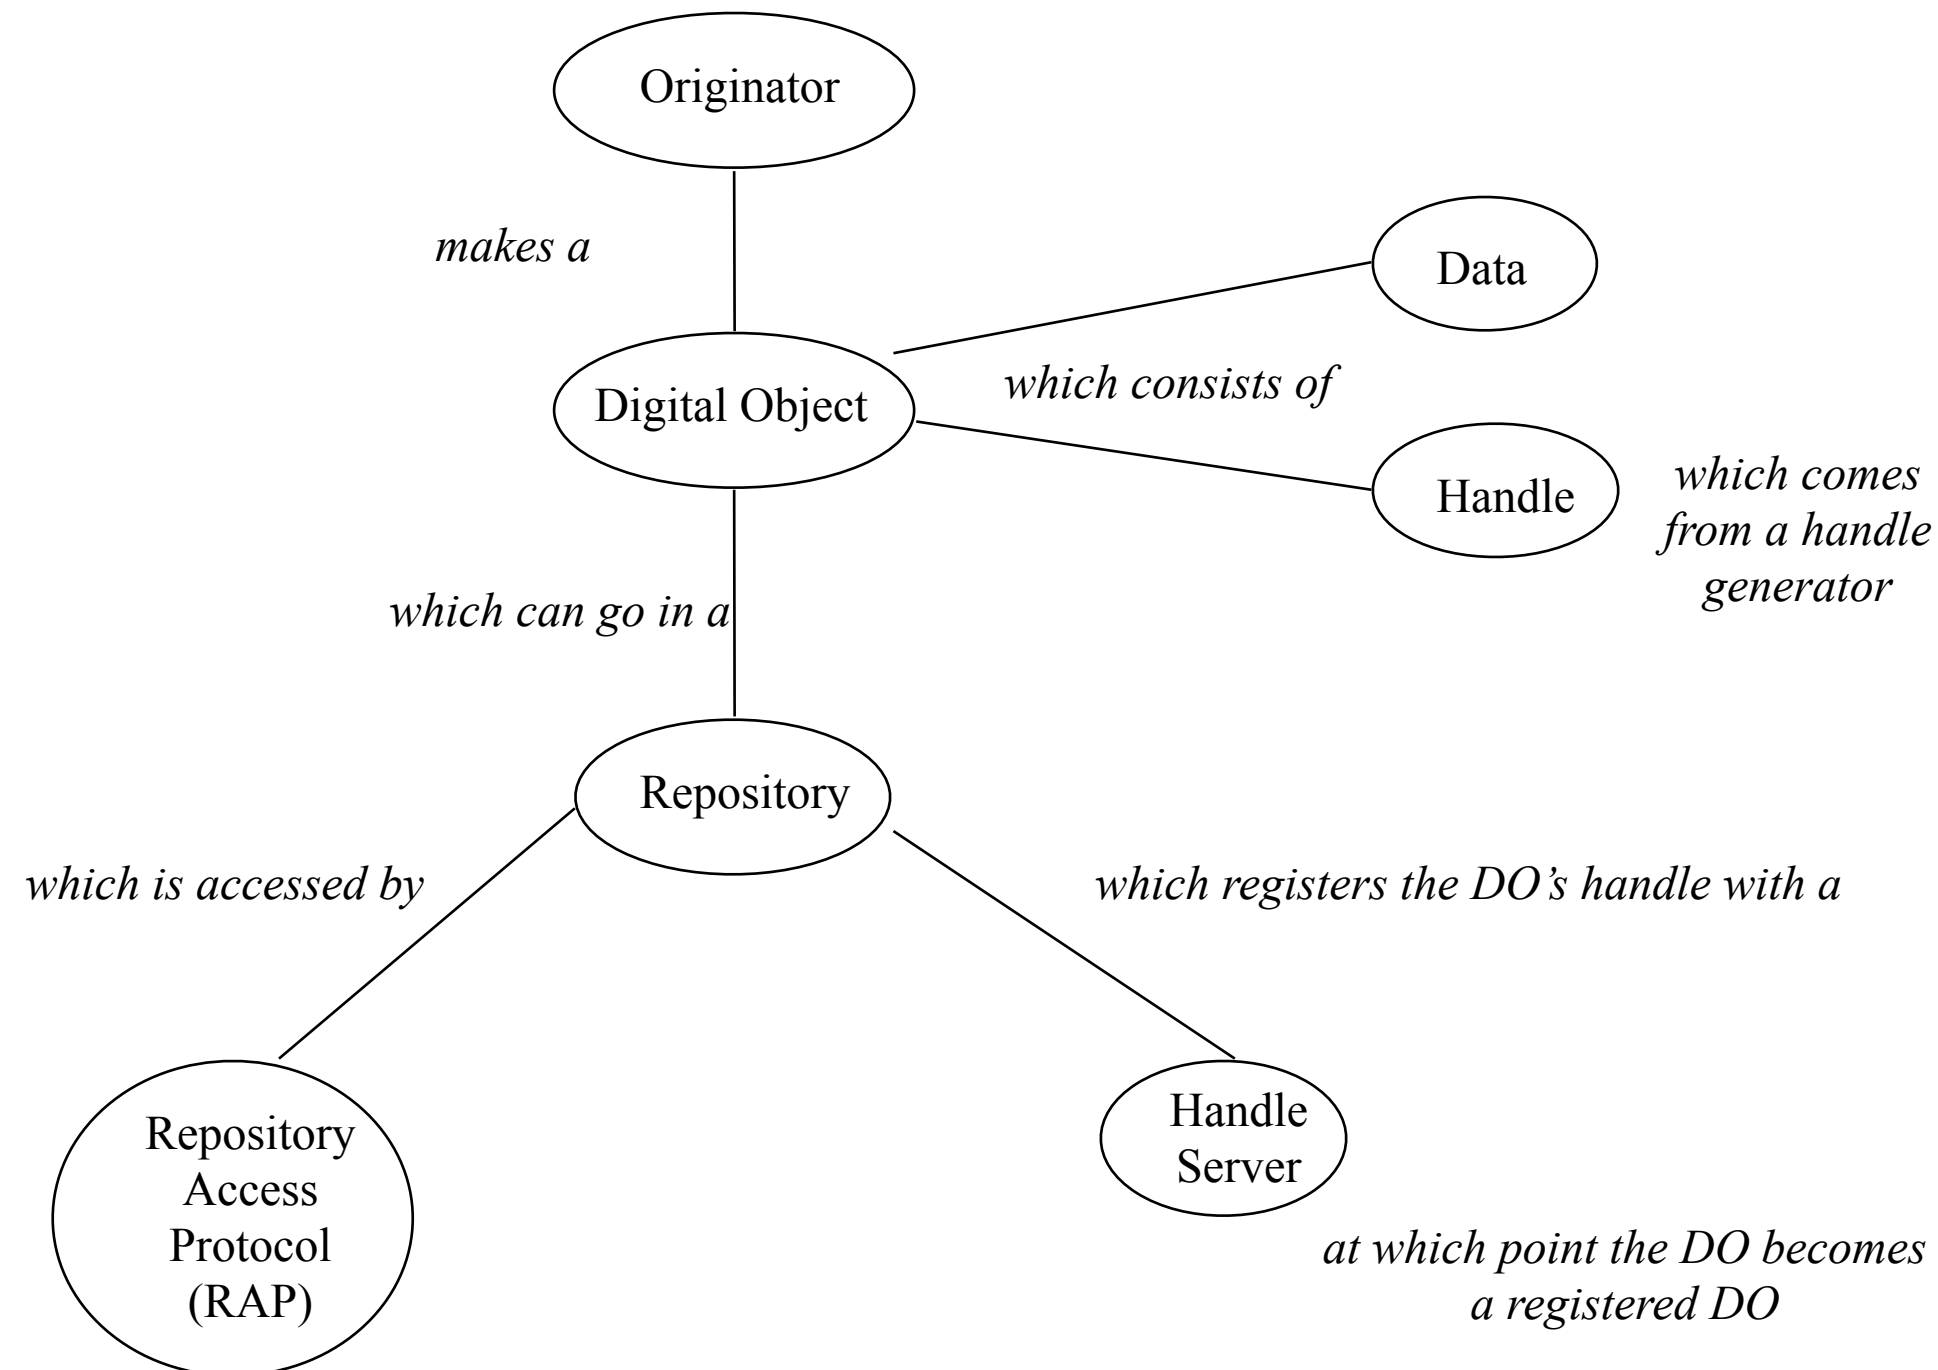 Originator
makes a
Data
which consists of
Digital Object
Handle
which comes
from a handle
generator
which can go in a
Repository
which is accessed by
which registers the DO’s handle with a
Repository
Access
Protocol
(RAP)
Handle
Server
at which point the DO becomes
a registered DO